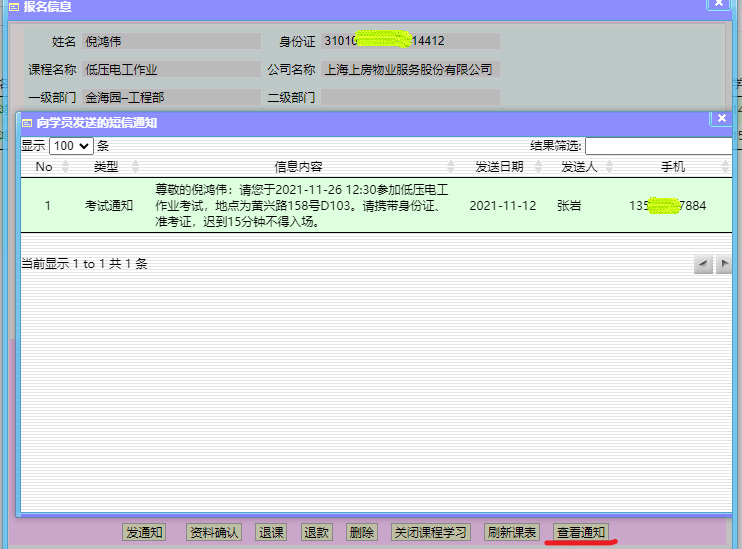 报名信息
姓名 倪鸿伟 身份证 31010 14412
课程名称 低压电工作业 公司名称 上海上房物业服务股份有限公司
一级部门 金海园--工程部 二级部门
向学员发送的短信通知
显示 100 条 结果筛选:
No 类型 信息内容 发送日期 发送人 手机
尊敬的倪鸿伟：请您于2021-11-26 12:30参加低压电工
1 考试通知 作业考试，地点为黄兴路158号D103。请携带身份证、 2021-11-12 张岩 135 7884
准考证，迟到15分钟不得入场。
当前显示 1 to 1 共 1 条
发通知 资料确认 退课 退款 删除 关闭课程学习 刷新课表 查看通知